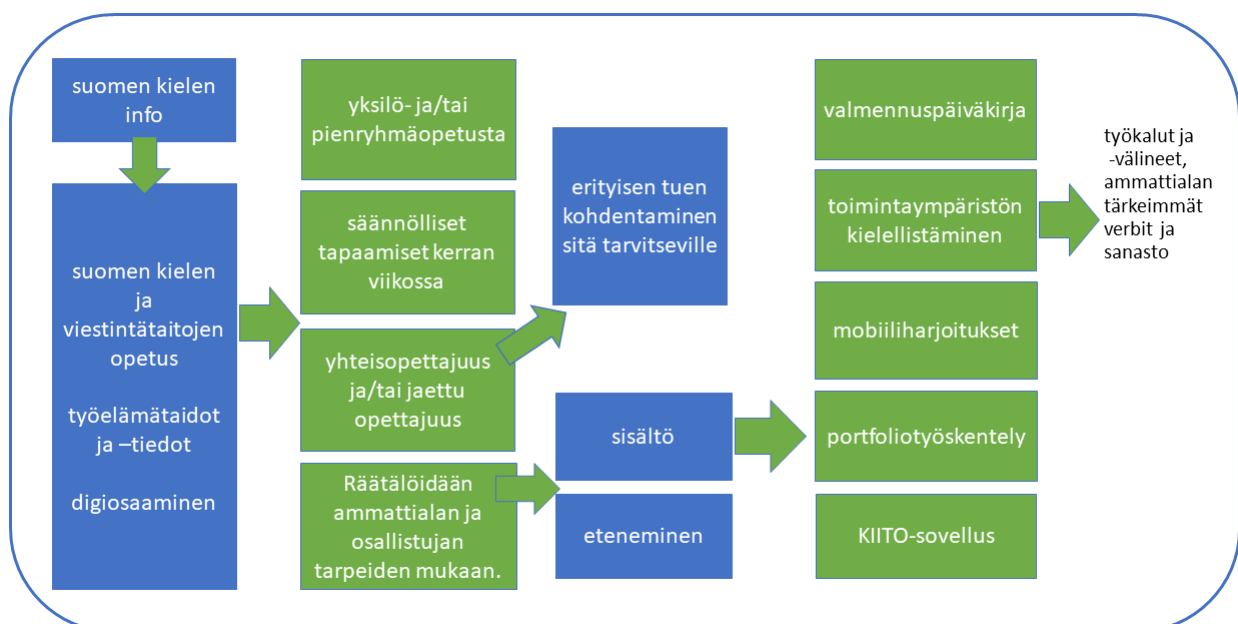 suomen kielen
info
suomen kielen
ja
viestintätaitojen
opetus
työelämätaidot
ja –tiedot
digiosaaminen
yksilö- ja/tai
pienryhmäopetusta
säännölliset
tapaamiset kerran
viikossa
yhteisopettajuus
ja/tai jaettu
opettajuus
Räätälöidään
ammattialan ja
osallistujan
tarpeiden mukaan.
erityisen tuen
kohdentaminen
sitä tarvitseville
sisältö
eteneminen
valmennuspäiväkirja
toimintaympäristön
kielellistäminen
mobiiliharjoitukset
portfoliotyöskentely
KIITO-sovellus
työkalut ja
-välineet,
ammattialan
tärkeimmät
verbit ja
sanasto